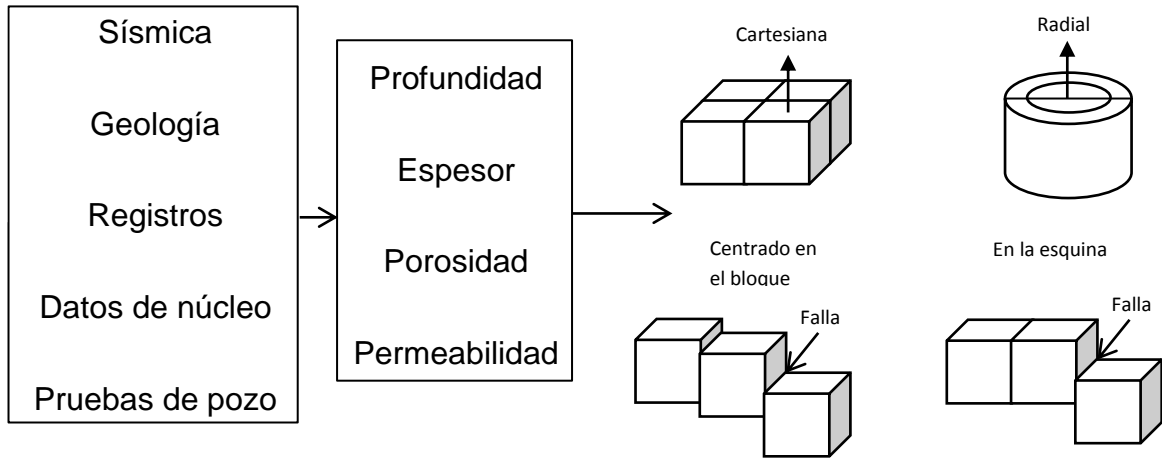 Sísmica
Geología
Registros
Datos de núcleo
Pruebas de pozo
Profundidad
Espesor
Porosidad
Permeabilidad
Cartesiana
Radial
Centrado en
el bloque
En la esquina
Falla
Falla